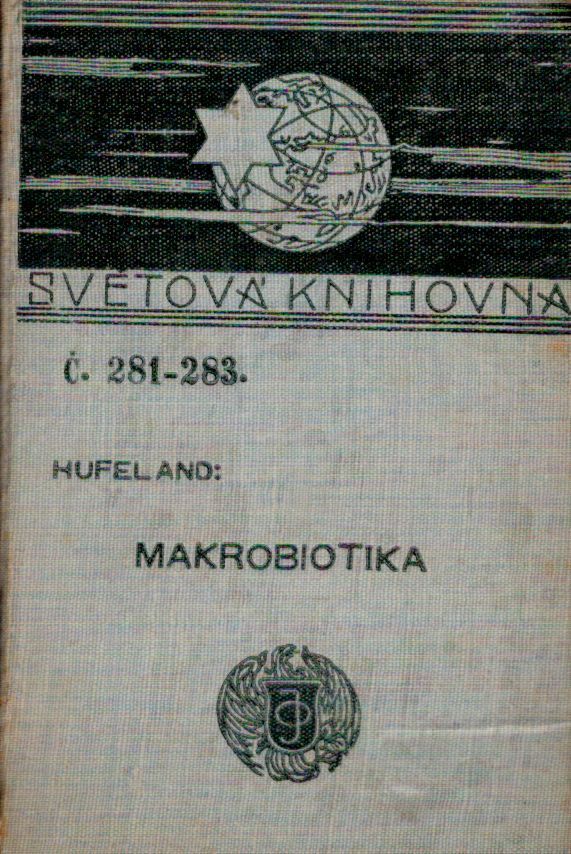 SVĚTOVÁ KNIHOVNA
Č. 281-283.
HUFELAND:
MAKROBIOTIKA